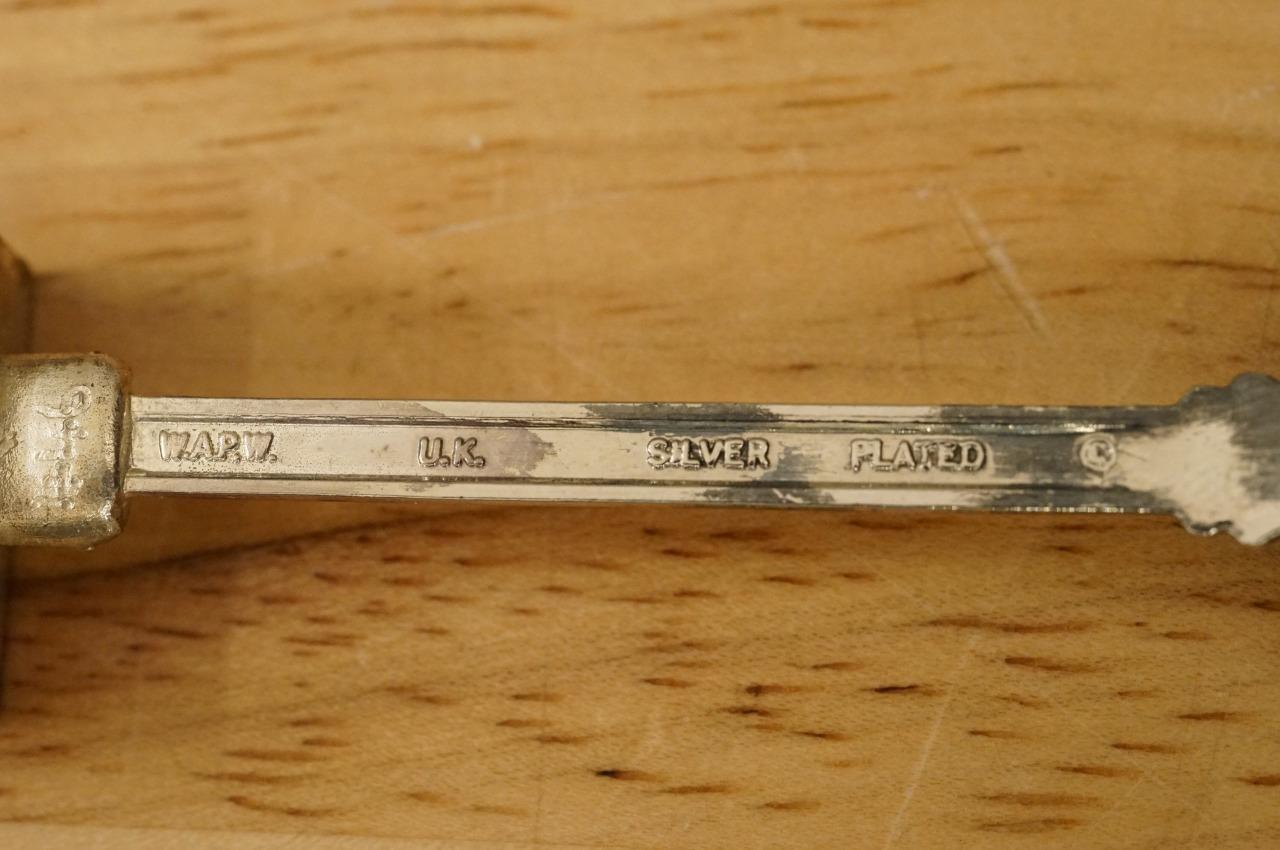 W.A.P.W. U.K. SILVER PLATED ©